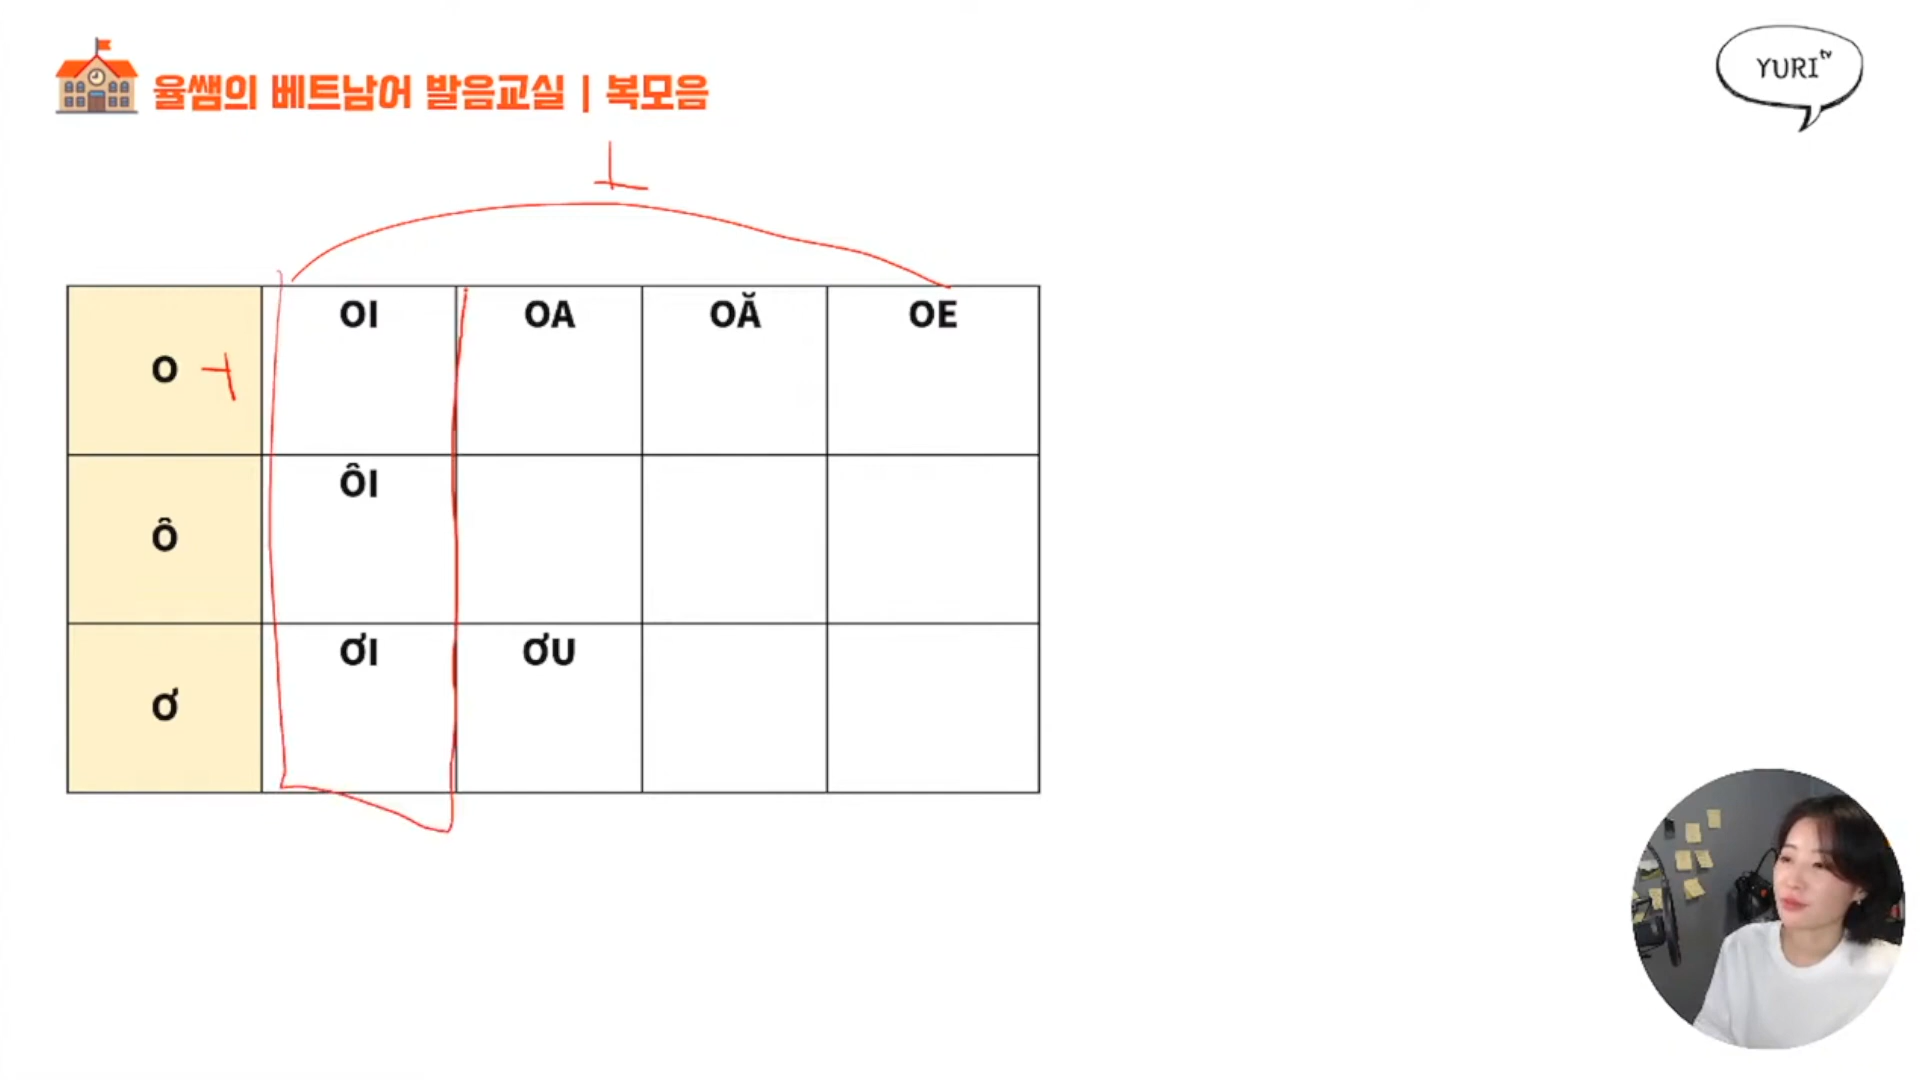 율쌤의 베트남어 발음교실 | 복모음
YURI tv
ㅗ
O ㅓ OI OA OĂ OE
Ô ÔI
Ơ ƠI ƠU